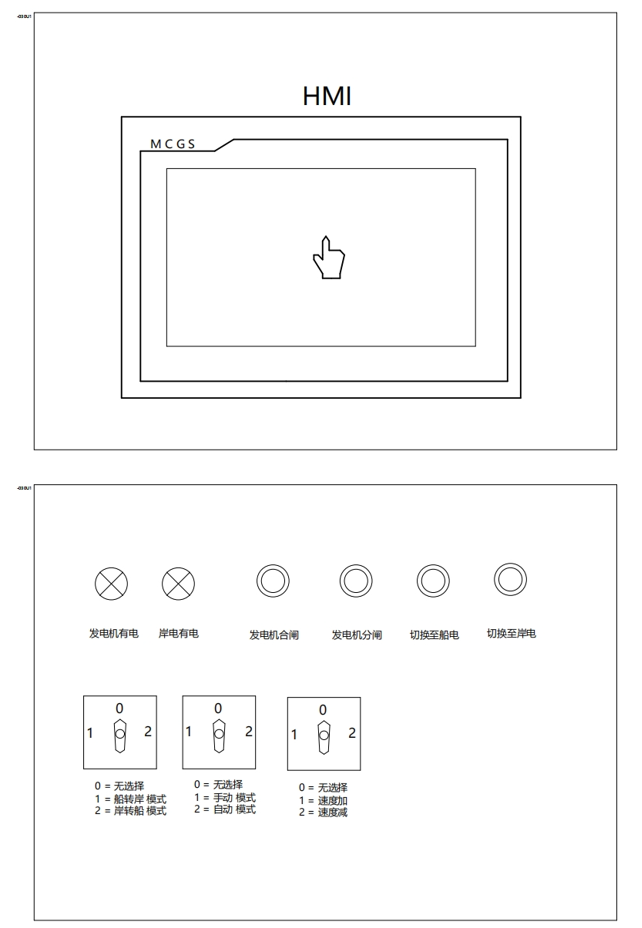 HMI
MCGS
发电机有电 岸电有电 发电机合闸 发电机分闸 切换至船电 切换至岸电
0 0 0
1 2 1 2 1 2
0 = 无选择
1 = 船转岸 模式
2 = 岸转船 模式
0 = 无选择
1 = 手动 模式
2 = 自动 模式
0 = 无选择
1 = 速度加
2 = 速度减